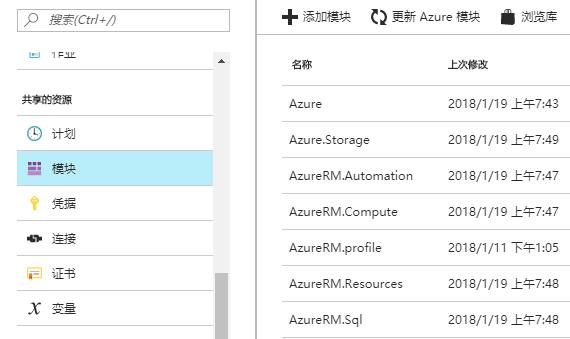 搜索(Ctrl+/)
作业
共享的资源
计划
模块
凭据
连接
证书
变量
添加模块 更新 Azure 模块 浏览库
名称 上次修改
Azure 2018/1/19 上午7:43
Azure.Storage 2018/1/19 上午7:49
AzureRM.Automation 2018/1/19 上午7:47
AzureRM.Compute 2018/1/19 上午7:47
AzureRM.profile 2018/1/11 下午1:05
AzureRM.Resources 2018/1/19 上午7:48
AzureRM.Sql 2018/1/19 上午7:48